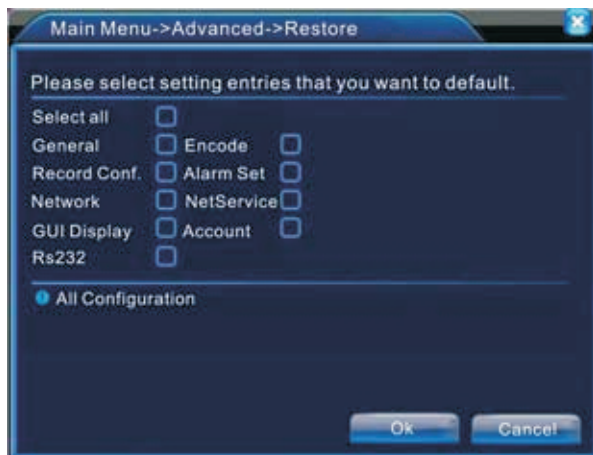 Main Menu->Advanced->Restore
Please select setting entries that you want to default.
Select all
General Encode
Record Conf. Alarm Set
Network NetService
GUI Display Account
Rs232
All Configuration
Ok Cancel